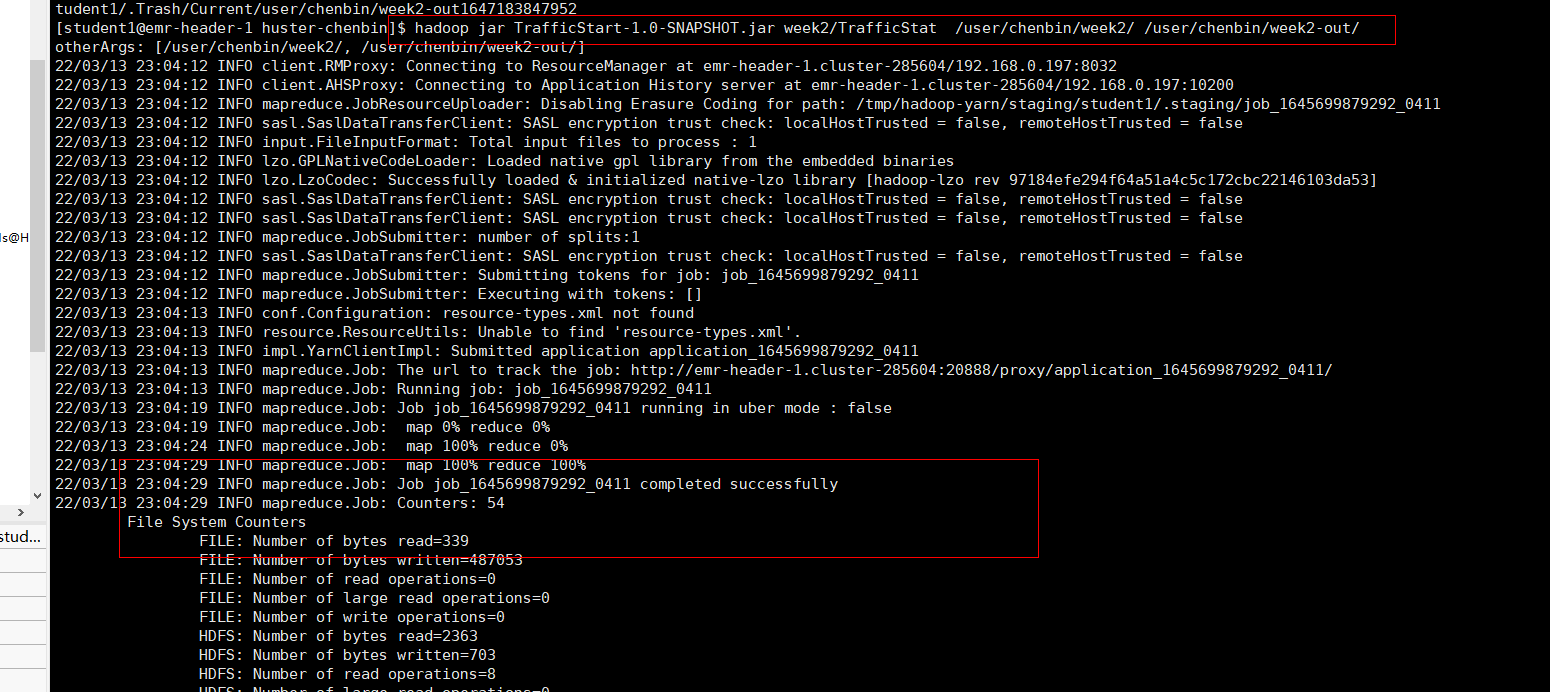 tudent1/.Trash/Current/user/chenbin/week2-out1647183847952
[student1@emr-header-1 huster-chenbin]$ hadoop jar TrafficStart-1.0-SNAPSHOT.jar week2/TrafficStat  /user/chenbin/week2/ /user/chenbin/week2-out/
otherArgs: [/user/chenbin/week2/, /user/chenbin/week2-out/]
22/03/13 23:04:12 INFO client.RMProxy: Connecting to ResourceManager at emr-header-1.cluster-285604/192.168.0.197:8032
22/03/13 23:04:12 INFO client.AHSProxy: Connecting to Application History server at emr-header-1.cluster-285604/192.168.0.197:10200
22/03/13 23:04:12 INFO mapreduce.JobResourceUploader: Disabling Erasure Coding for path: /tmp/hadoop-yarn/staging/student1/.staging/job_1645699879292_0411
22/03/13 23:04:12 INFO sasl.SaslDataTransferClient: SASL encryption trust check: localHostTrusted = false, remoteHostTrusted = false
22/03/13 23:04:12 INFO input.FileInputFormat: Total input files to process : 1
22/03/13 23:04:12 INFO lzo.GPLNativeCodeLoader: Loaded native gpl library from the embedded binaries
22/03/13 23:04:12 INFO lzo.LzoCodec: Successfully loaded & initialized native-lzo library [hadoop-lzo rev 97184efe294f64a51a4c5c172cbc22146103da53]
22/03/13 23:04:12 INFO sasl.SaslDataTransferClient: SASL encryption trust check: localHostTrusted = false, remoteHostTrusted = false
22/03/13 23:04:12 INFO sasl.SaslDataTransferClient: SASL encryption trust check: localHostTrusted = false, remoteHostTrusted = false
ls@H
22/03/13 23:04:12 INFO mapreduce.JobSubmitter: number of splits:1
22/03/13 23:04:12 INFO sasl.SaslDataTransferClient: SASL encryption trust check: localHostTrusted = false, remoteHostTrusted = false
22/03/13 23:04:12 INFO mapreduce.JobSubmitter: Submitting tokens for job: job_1645699879292_0411
22/03/13 23:04:12 INFO mapreduce.JobSubmitter: Executing with tokens: []
22/03/13 23:04:13 INFO conf.Configuration: resource-types.xml not found
22/03/13 23:04:13 INFO resource.ResourceUtils: Unable to find 'resource-types.xml'.
22/03/13 23:04:13 INFO impl.YarnClientImpl: Submitted application application_1645699879292_0411
22/03/13 23:04:13 INFO mapreduce.Job: The url to track the job: http://emr-header-1.cluster-285604:20888/proxy/application_1645699879292_0411/
22/03/13 23:04:13 INFO mapreduce.Job: Running job: job_1645699879292_0411
22/03/13 23:04:19 INFO mapreduce.Job: Job job_1645699879292_0411 running in uber mode : false
22/03/13 23:04:19 INFO mapreduce.Job:  map 0% reduce 0%
22/03/13 23:04:24 INFO mapreduce.Job:  map 100% reduce 0%
22/03/13 23:04:29 INFO mapreduce.Job:  map 100% reduce 100%
22/03/13 23:04:29 INFO mapreduce.Job: Job job_1645699879292_0411 completed successfully
22/03/13 23:04:29 INFO mapreduce.Job: Counters: 54
File System Counters
stud...
FILE: Number of bytes read=339
FILE: Number of bytes written=487053
FILE: Number of read operations=0
FILE: Number of large read operations=0
FILE: Number of write operations=0
HDFS: Number of bytes read=2363
HDFS: Number of bytes written=703
HDFS: Number of read operations=8
HDFS: Number of large read operations=0